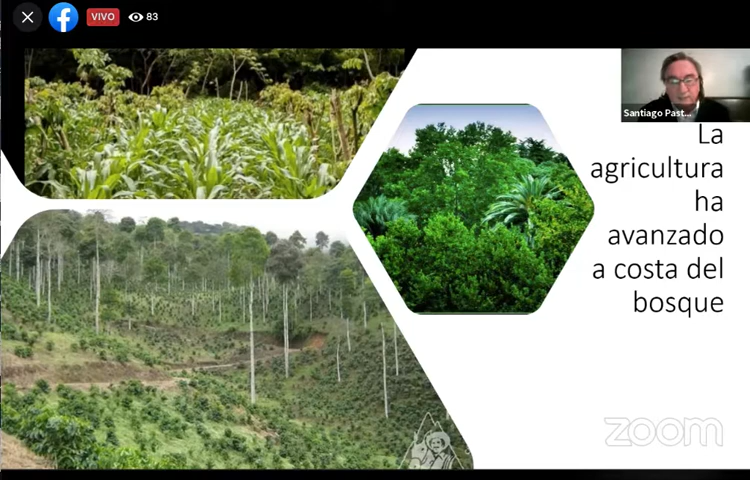 VIVO
83
Santiago Past...
La
agricultura
ha
avanzado
a costa del
bosque
zoom